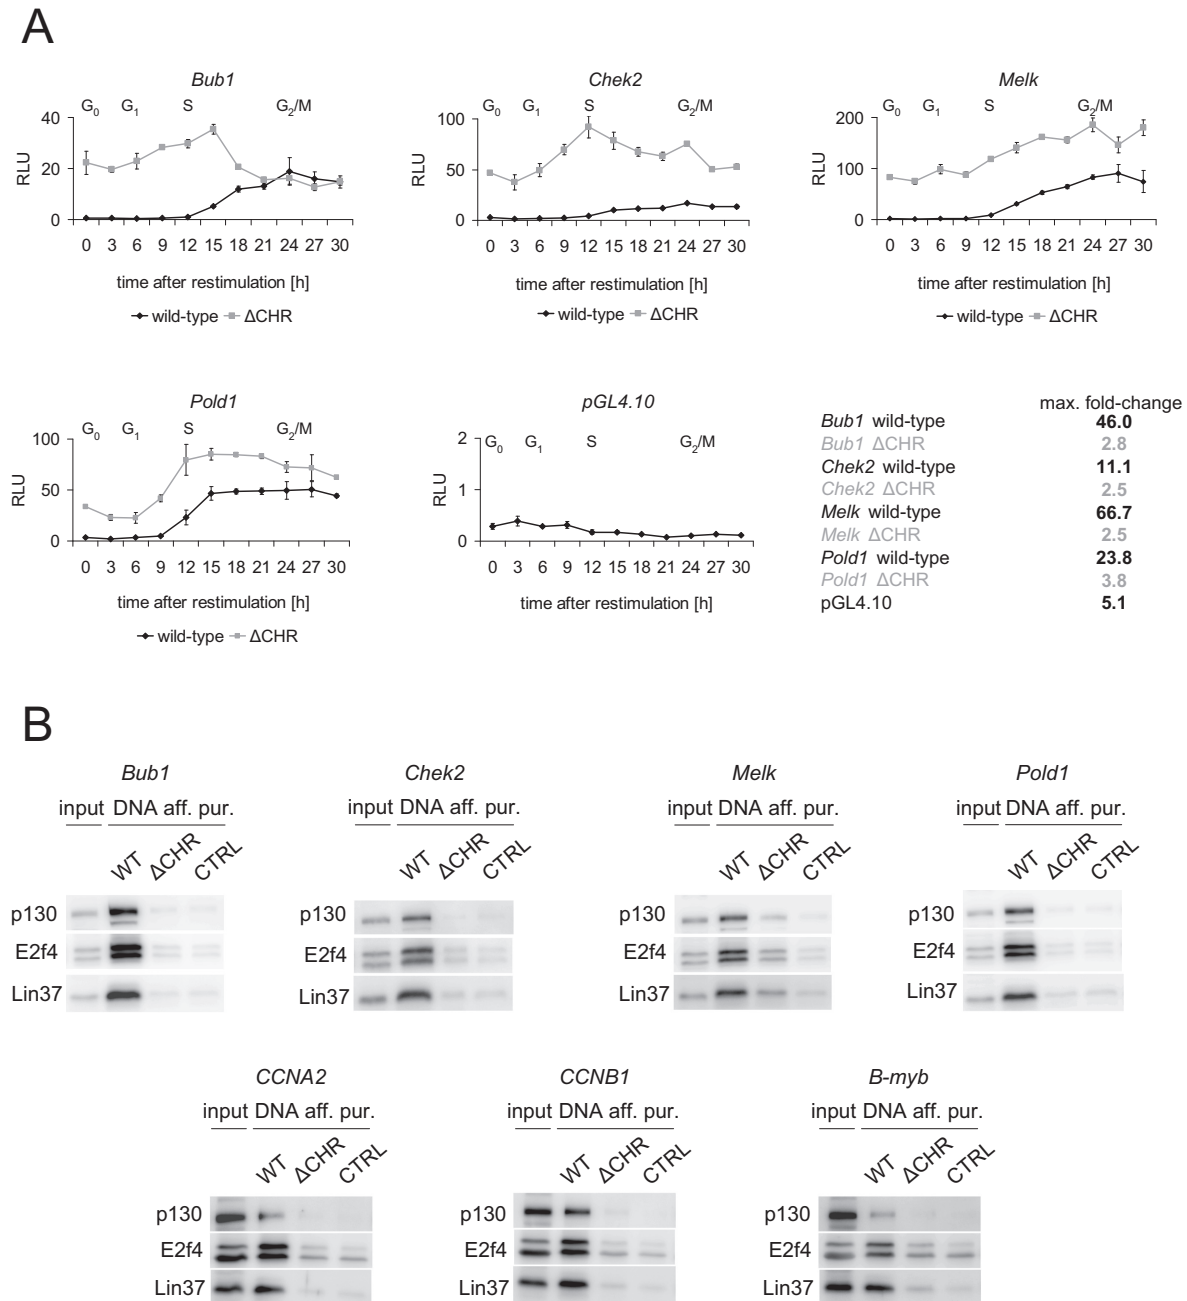 A
Bub1
G0 G1 S G2/M
40
20
0
RLU
0 3 6 9 12 15 18 21 24 27 30
time after restimulation [h]
wild-type ΔCHR
Chek2
G0 G1 S G2/M
100
50
0
RLU
0 3 6 9 12 15 18 21 24 27 30
time after restimulation [h]
wild-type ΔCHR
Melk
G0 G1 S G2/M
200
100
0
RLU
0 3 6 9 12 15 18 21 24 27 30
time after restimulation [h]
wild-type ΔCHR
Pold1
G0 G1 S G2/M
100
50
0
RLU
0 3 6 9 12 15 18 21 24 27 30
time after restimulation [h]
wild-type ΔCHR
pGL4.10
G0 G1 S G2/M
2
1
0
RLU
0 3 6 9 12 15 18 21 24 27 30
time after restimulation [h]
max. fold-change
Bub1 wild-type 46.0
Bub1 ΔCHR 2.8
Chek2 wild-type 11.1
Chek2 ΔCHR 2.5
Melk wild-type 66.7
Melk ΔCHR 2.5
Pold1 wild-type 23.8
Pold1 ΔCHR 3.8
pGL4.10 5.1
B
Bub1
input DNA aff. pur.
WT ΔCHR CTRL
p130
E2f4
Lin37
Chek2
input DNA aff. pur.
WT ΔCHR CTRL
p130
E2f4
Lin37
Melk
input DNA aff. pur.
WT ΔCHR CTRL
p130
E2f4
Lin37
Pold1
input DNA aff. pur.
WT ΔCHR CTRL
p130
E2f4
Lin37
CCNA2
input DNA aff. pur.
WT ΔCHR CTRL
p130
E2f4
Lin37
CCNB1
input DNA aff. pur.
WT ΔCHR CTRL
p130
E2f4
Lin37
B-myb
input DNA aff. pur.
WT ΔCHR CTRL
p130
E2f4
Lin37